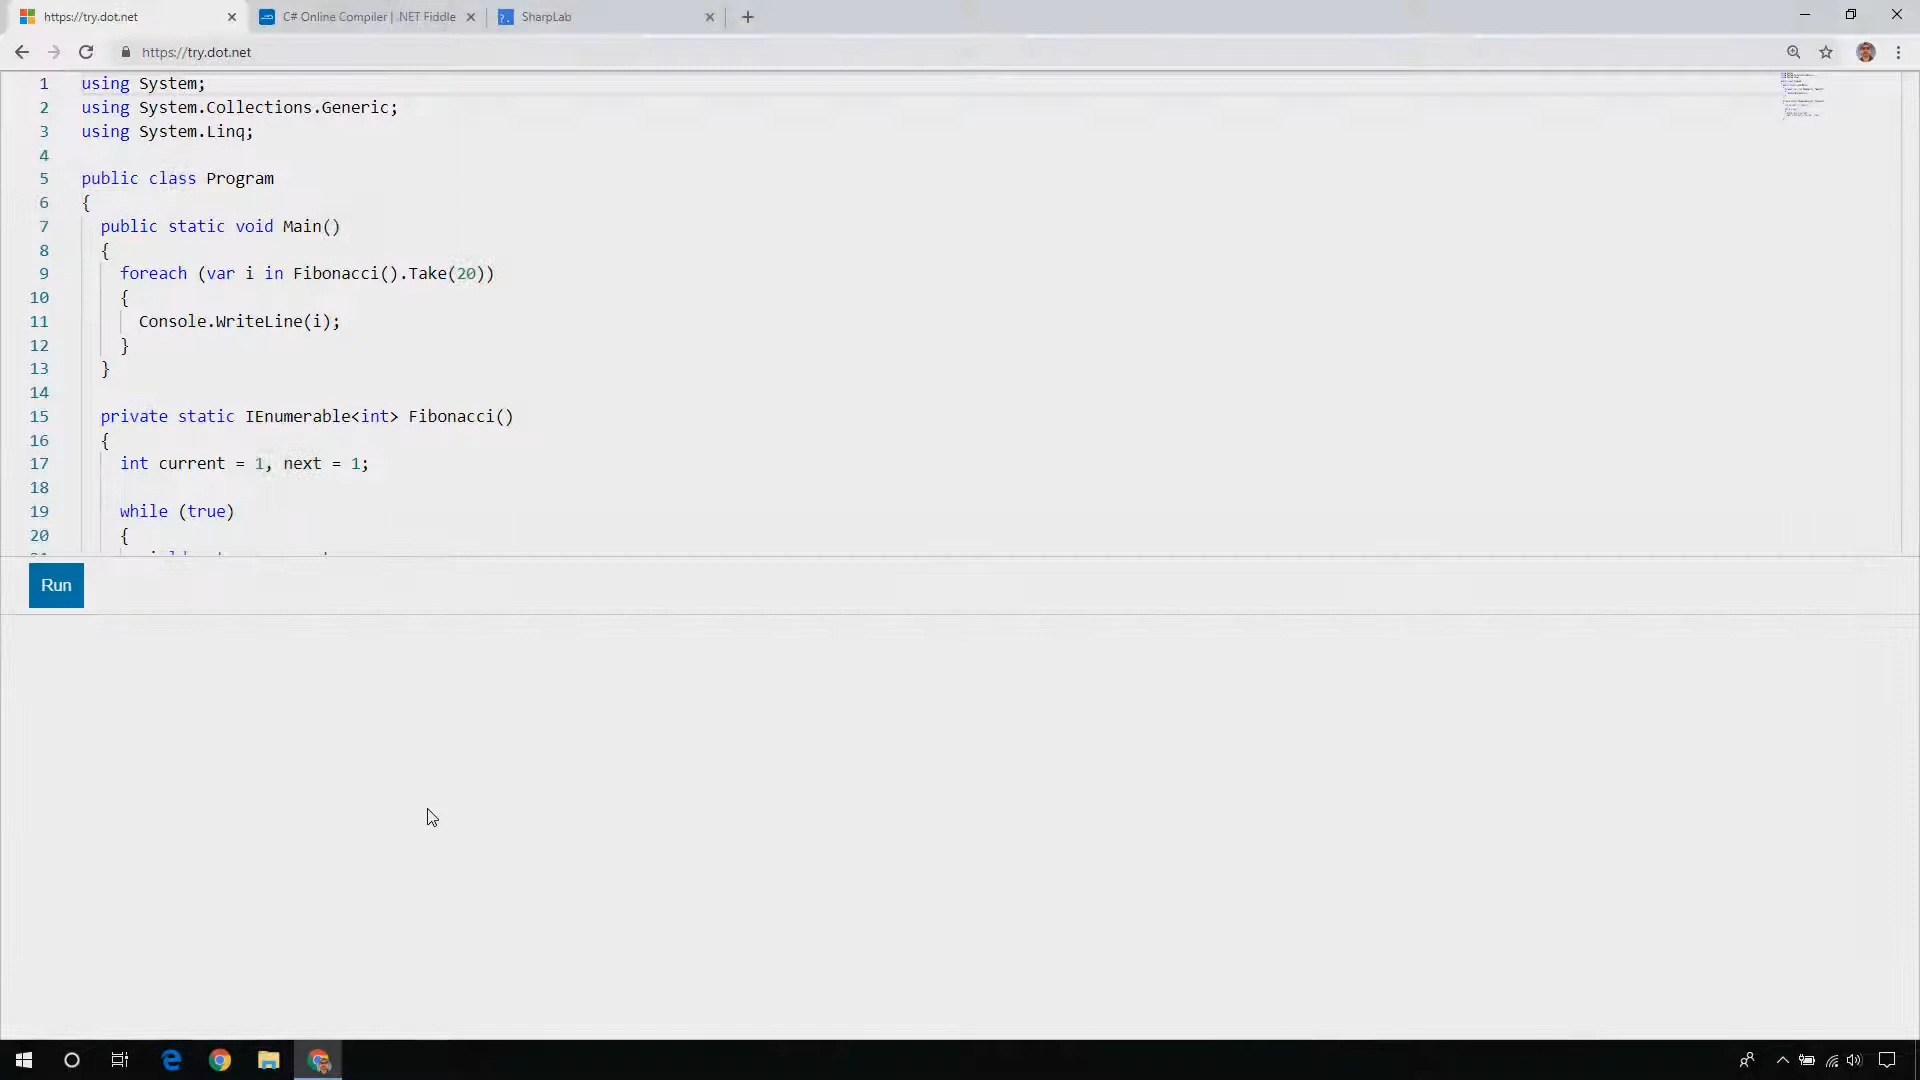 https://try.dot.net
C# Online Compiler | .NET Fiddle
SharpLab
https://try.dot.net
1 using System;
2 using System.Collections.Generic;
3 using System.Linq;
4
5 public class Program
6 {
7 public static void Main()
8 {
9 foreach (var i in Fibonacci().Take(20))
10 {
11 Console.WriteLine(i);
12 }
13 }
14
15 private static IEnumerable<int> Fibonacci()
16 {
17 int current = 1, next = 1;
18
19 while (true)
20 {
Run